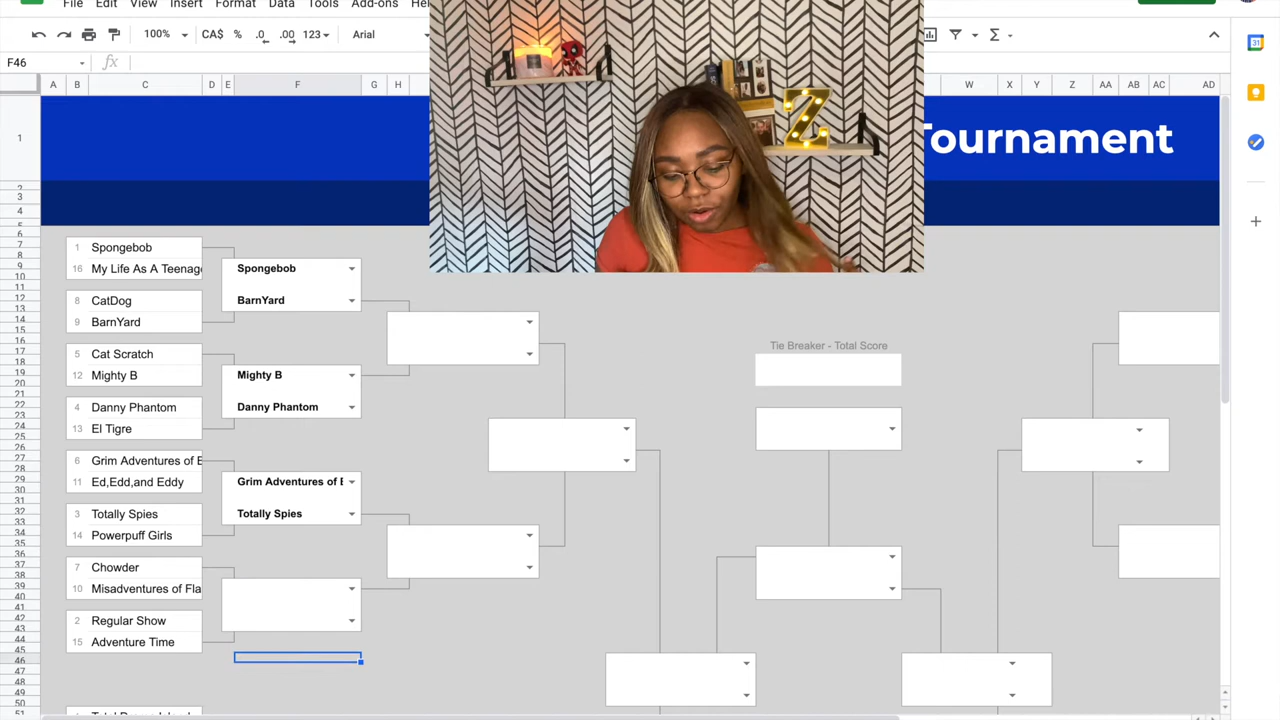 File Edit View Insert Format Data Tools Add-ons
100% CA$ % .0 .00 123 Arial Σ
F46 fx
A B C D E F G H W X Y Z AA AB AC AD
Tournament
1 Spongebob
16 My Life As A Teenag
8 CatDog
9 BarnYard
5 Cat Scratch
12 Mighty B
4 Danny Phantom
13 El Tigre
6 Grim Adventures of B
11 Ed,Edd,and Eddy
3 Totally Spies
14 Powerpuff Girls
7 Chowder
10 Misadventures of Fla
2 Regular Show
15 Adventure Time
Spongebob
BarnYard
Mighty B
Danny Phantom
Grim Adventures of B
Totally Spies
Tie Breaker - Total Score
Z
31